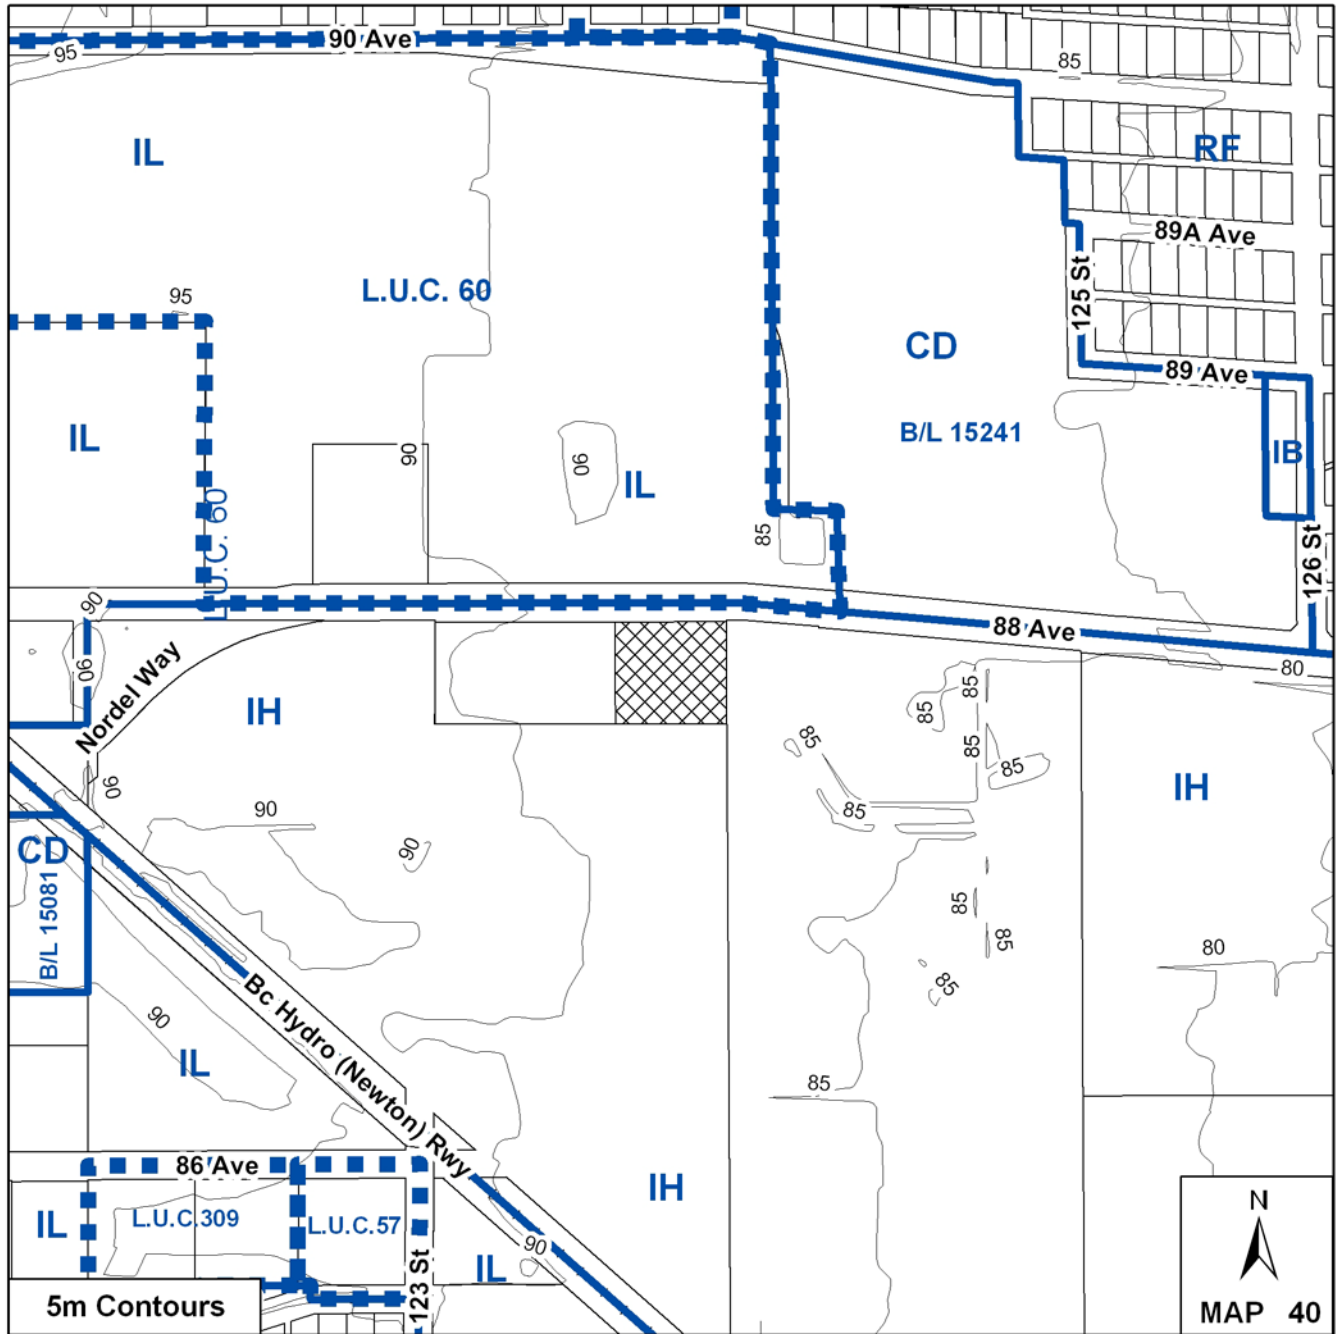 90 Ave
95
85
IL
RF
89A Ave
95
L.U.C. 60
125 St
CD
89 Ave
IL
B/L 15241
90
90
IL
IB
L.U.C. 60
85
126 St
90
88 Ave
80
90
Nordel Way
IH
85
85
85
85
85
IH
90
90
85
90
CD
B/L 15081
85
85
80
85
Bc Hydro (Newton) Rwy
90
IL
85
86 Ave
IH
IL
L.U.C.309
L.U.C.57
N
90
IL
123 St
5m Contours
MAP 40